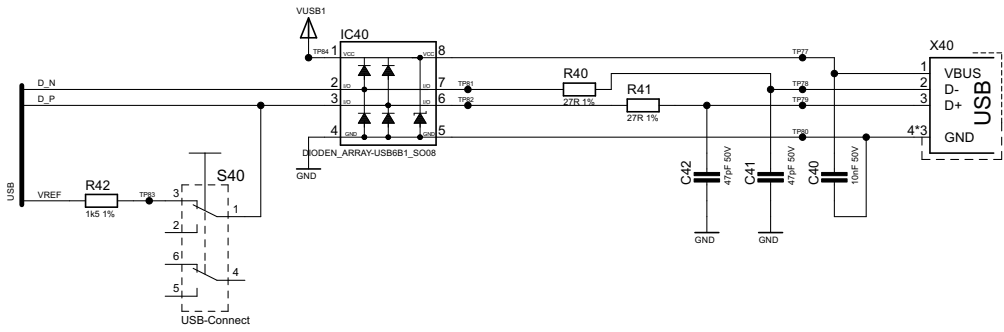 VUSB1
IC40
TP84 1 VCC VCC 8
TP77
X40
D_N
2 I/O I/O 7
TP81
R40
27R 1%
TP78
D_P
3 I/O I/O 6
TP82
R41
27R 1%
TP79
1 VBUS
2 D-
3 D+
4*3 GND
USB
4 GND GND 5
TP80
DIODEN_ARRAY-USB6B1_SO08
GND
C42
47pF 50V
C41
47pF 50V
C40
10nF 50V
GND
GND
USB
VREF
R42
1k5 1%
TP83
S40
3
1
2
6
4
5
USB-Connect